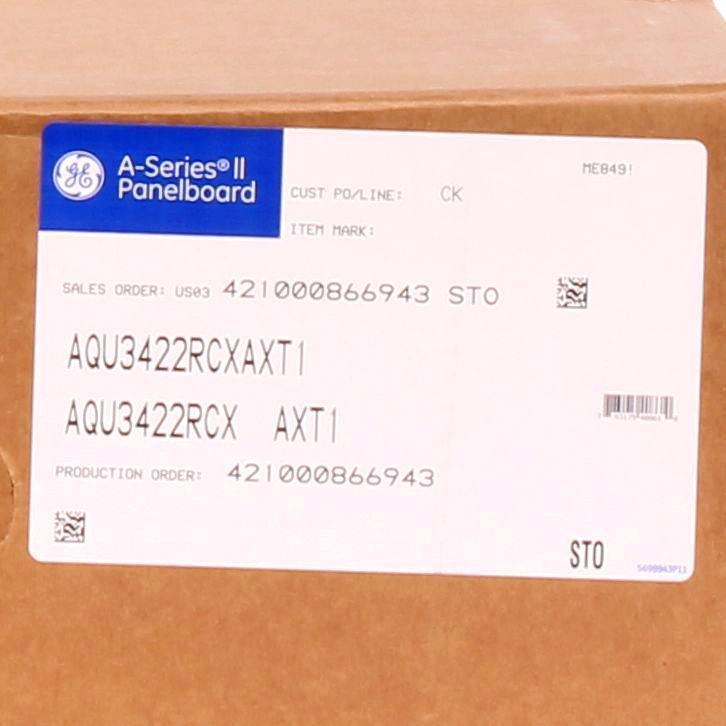 GE
A-Series® II
Panelboard
ME849!
CUST PO/LINE: CK
ITEM MARK:
SALES ORDER: US03 421000866943 STO
AQU3422RCXAXT1
AQU3422RCX AXT1
PRODUCTION ORDER: 421000866943
STO
5698943P11